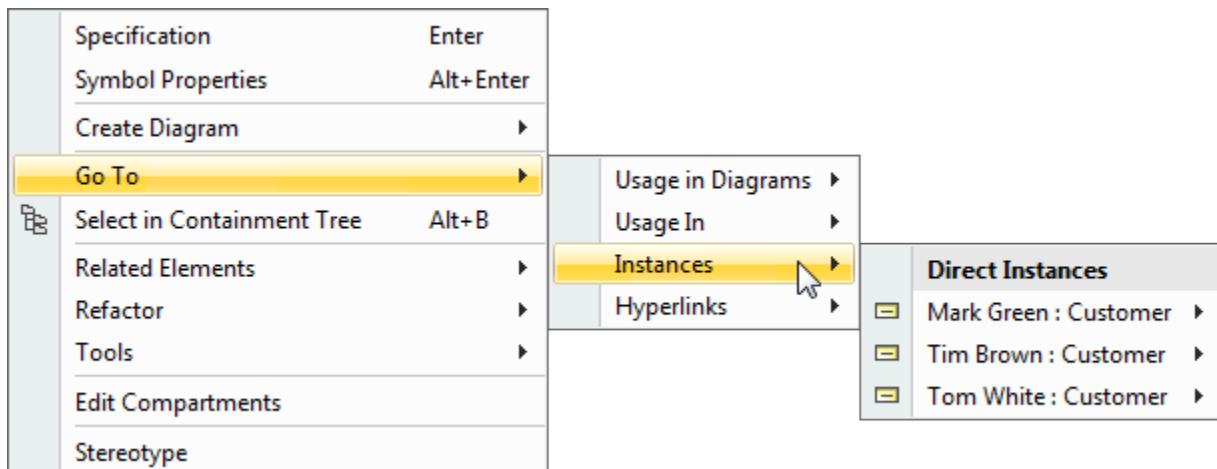 Specification Enter
Symbol Properties Alt+Enter
Create Diagram
Go To
Select in Containment Tree Alt+B
Related Elements
Refactor
Tools
Edit Compartments
Stereotype
Usage in Diagrams
Usage In
Instances
Hyperlinks
Direct Instances
Mark Green : Customer
Tim Brown : Customer
Tom White : Customer